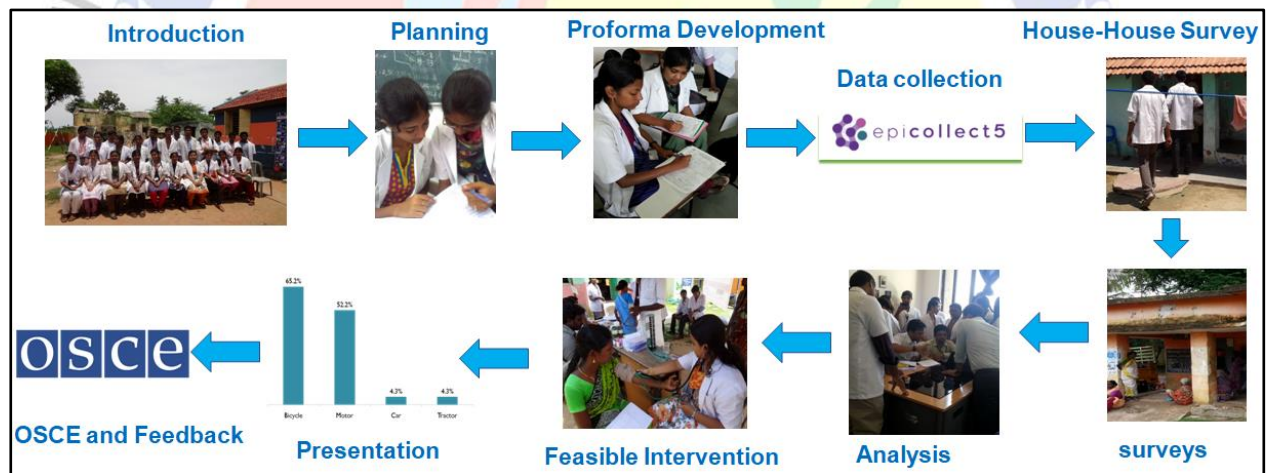 Introduction
Planning
Proforma Development
Data collection
epicollect5
House-House Survey
surveys
Analysis
Feasible Intervention
65.2%
52.2%
4.3%
4.3%
Bicycle
Motor
Car
Tractor
Presentation
osce
OSCE and Feedback